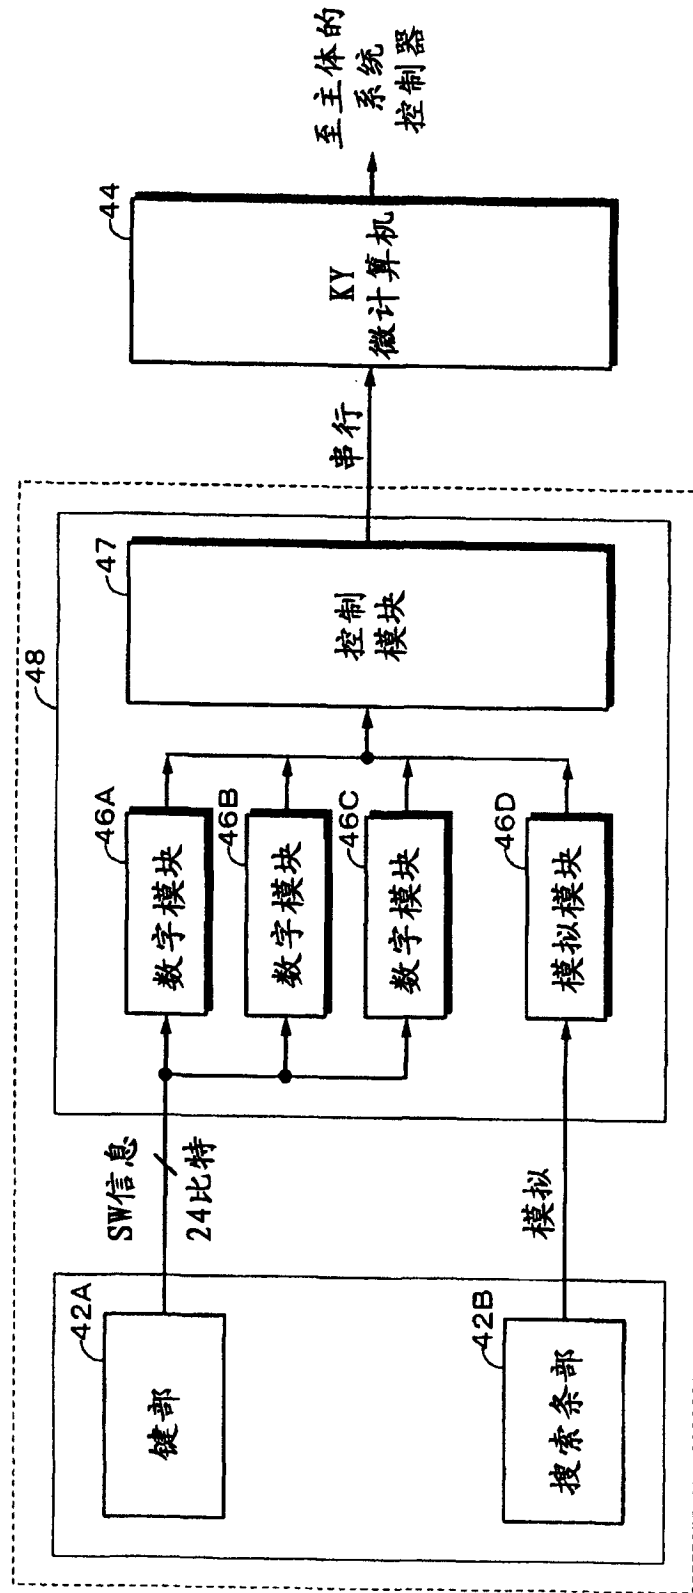 42A
键部
42B
搜索条部
SW信息
24比特
模拟
48
46A
数字模块
46B
数字模块
46C
数字模块
46D
模拟模块
47
控制
模块
串行
44
KY
微计算机
至主体的
系统
控制器